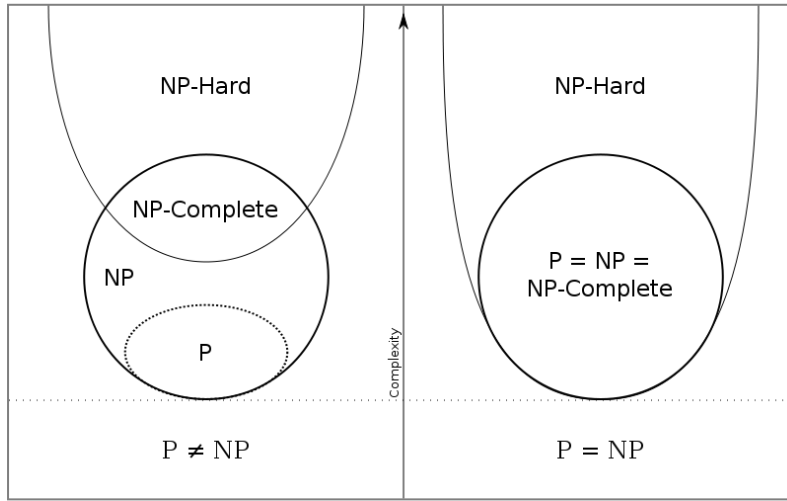 NP-Hard
NP-Complete
NP
P
P ≠ NP
Complexity
NP-Hard
P = NP =
NP-Complete
P = NP